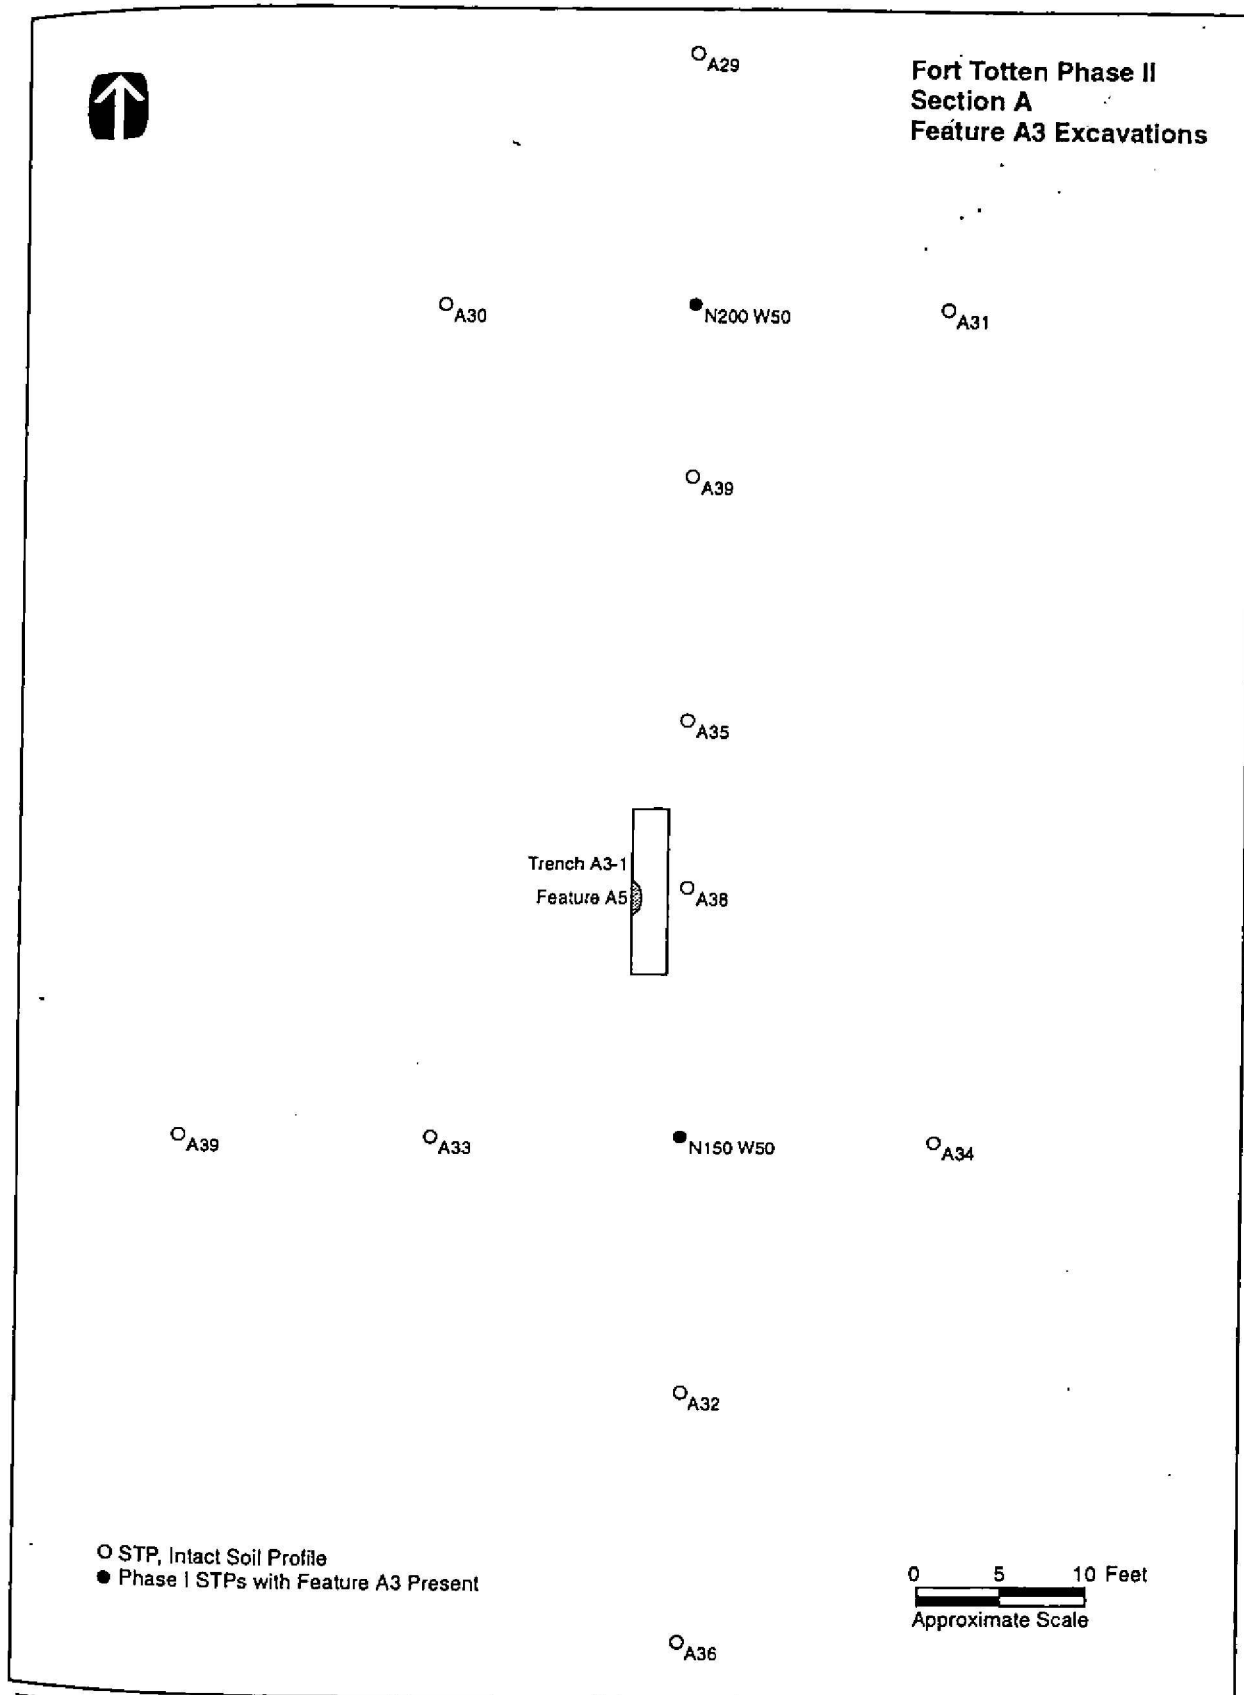 A29
Fort Totten Phase II
Section A
Feature A3 Excavations
A30
N200 W50
A31
A39
A35
Trench A3-1
Feature A5
A38
A39
A33
N150 W50
A34
A32
O STP, Intact Soil Profile
● Phase I STPs with Feature A3 Present
0 5 10 Feet
Approximate Scale
A36